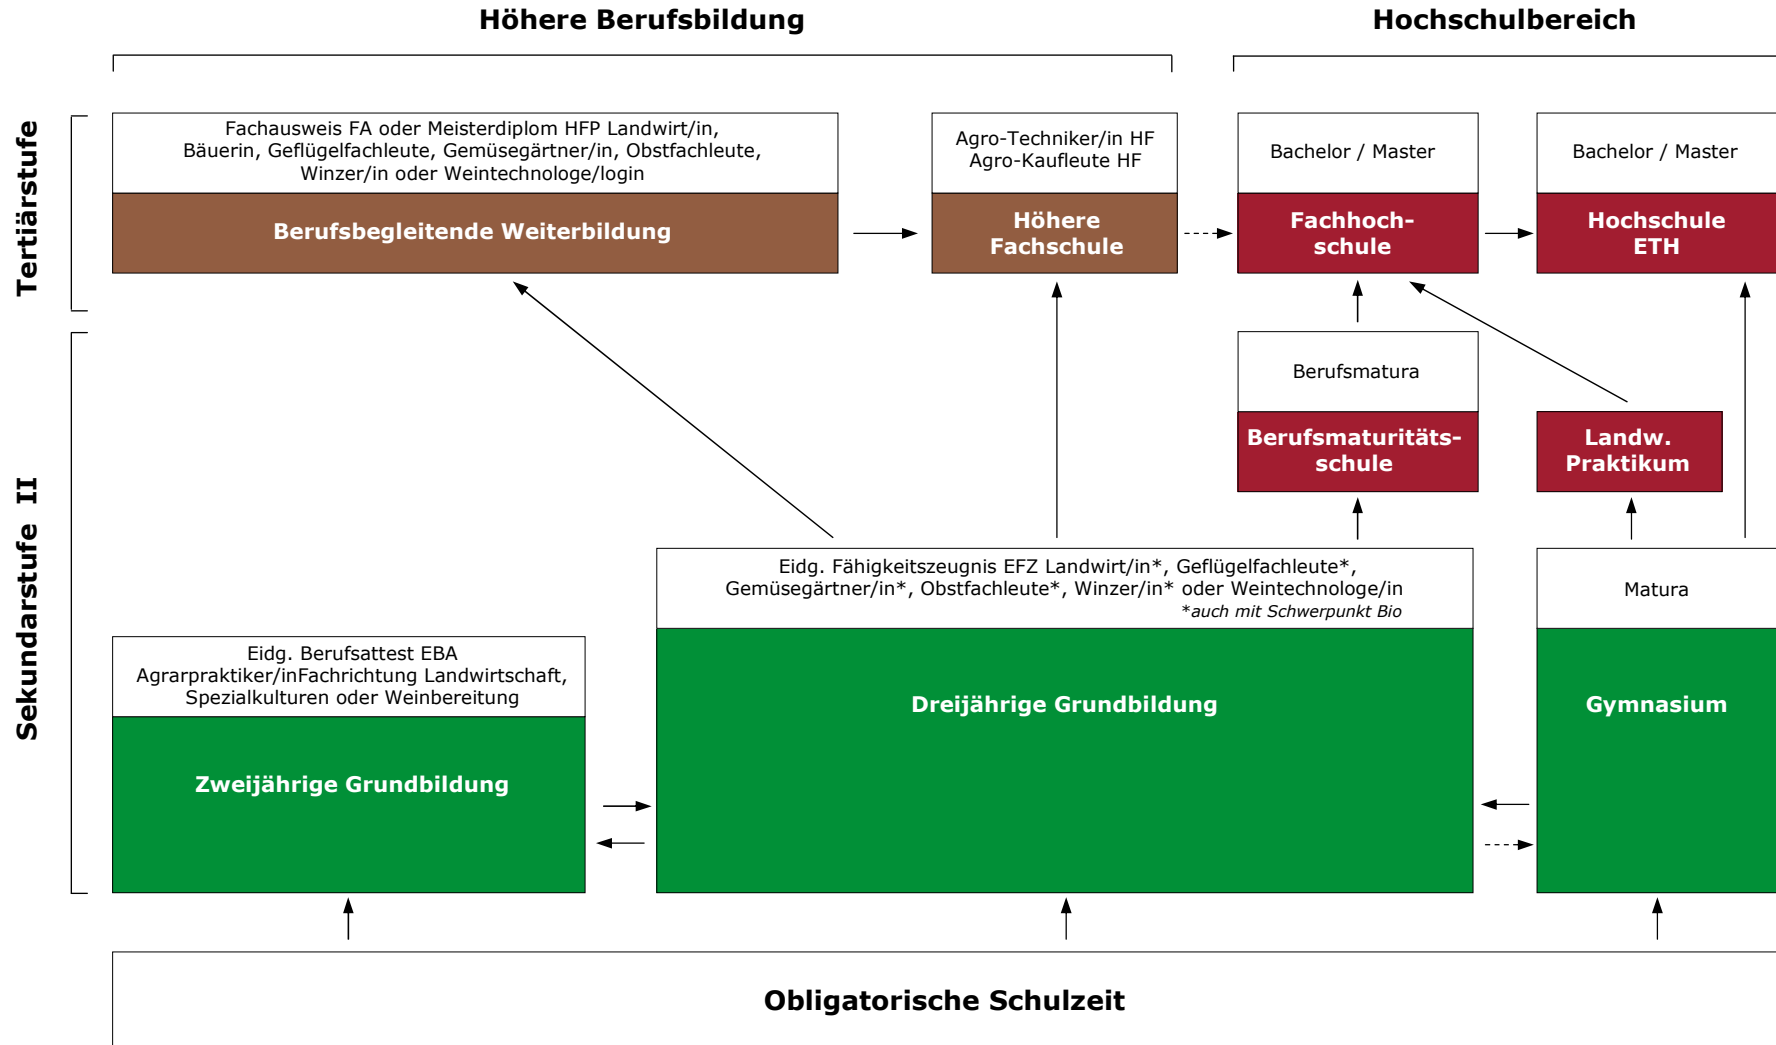 Höhere Berufsbildung
Hochschulbereich
Tertiärstufe
Fachausweis FA oder Meisterdiplom HFP Landwirt/in,
Bäuerin, Geflügelfachleute, Gemüsegärtner/in, Obstfachleute,
Winzer/in oder Weintechnologe/login
Berufsbegleitende Weiterbildung
Agro-Techniker/in HF
Agro-Kaufleute HF
Höhere
Fachschule
Bachelor / Master
Fachhoch-
schule
Bachelor / Master
Hochschule
ETH
Sekundarstufe II
Berufsmatura
Berufsmaturitäts-
schule
Landw.
Praktikum
Eidg. Berufsattest EBA
Agrarpraktiker/inFachrichtung Landwirtschaft,
Spezialkulturen oder Weinbereitung
Zweijährige Grundbildung
Eidg. Fähigkeitszeugnis EFZ Landwirt/in*, Geflügelfachleute*,
Gemüsegärtner/in*, Obstfachleute*, Winzer/in* oder Weintechnologe/in
*auch mit Schwerpunkt Bio
Dreijährige Grundbildung
Matura
Gymnasium
Obligatorische Schulzeit